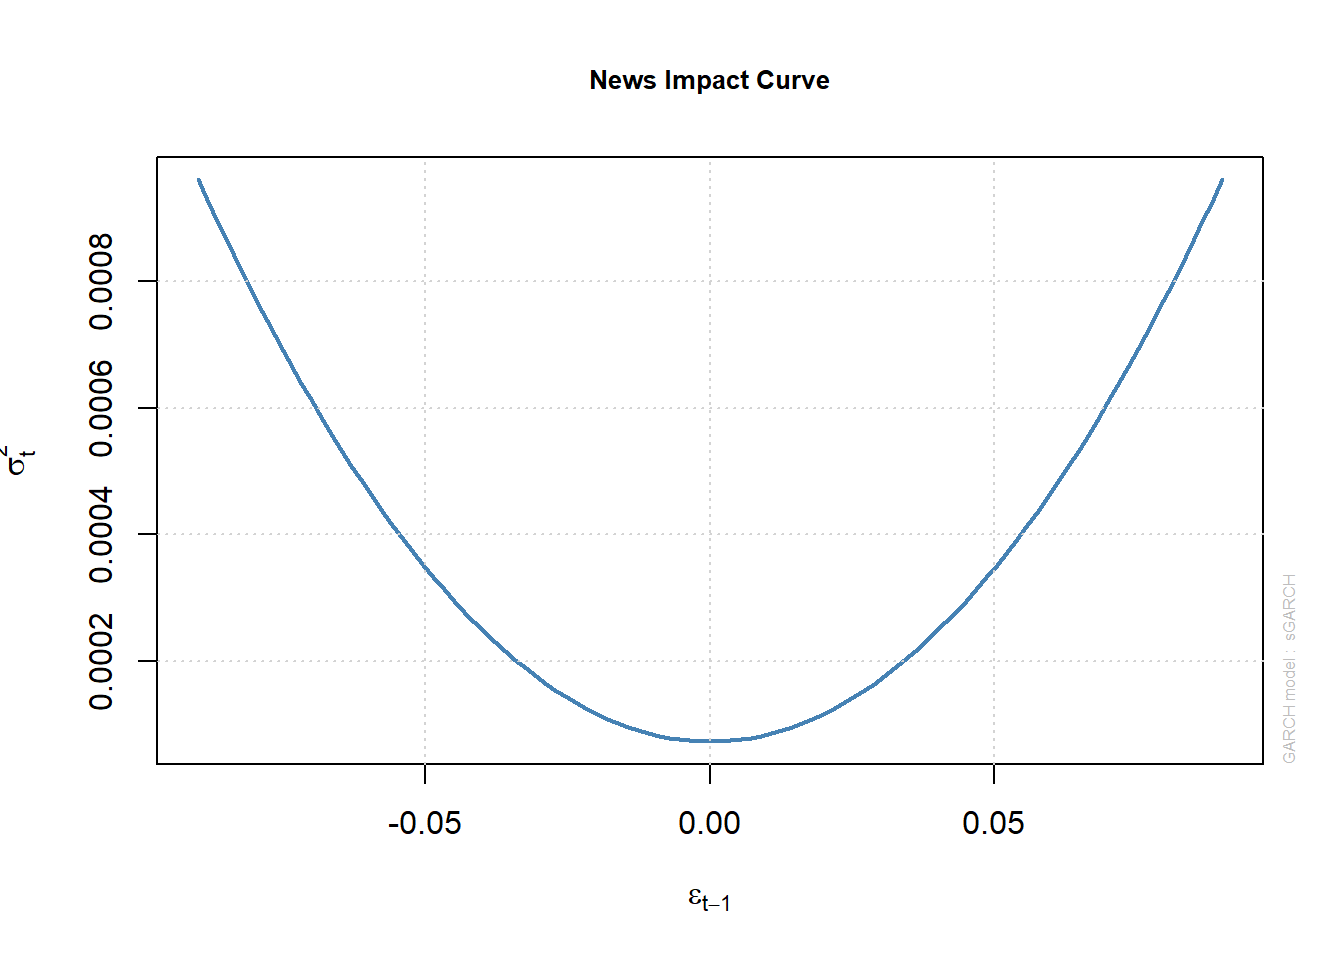 News Impact Curve
σ²ₜ
0.0008
0.0006
0.0004
0.0002
-0.05 0.00 0.05
εₜ₋₁
GARCH model : sGARCH